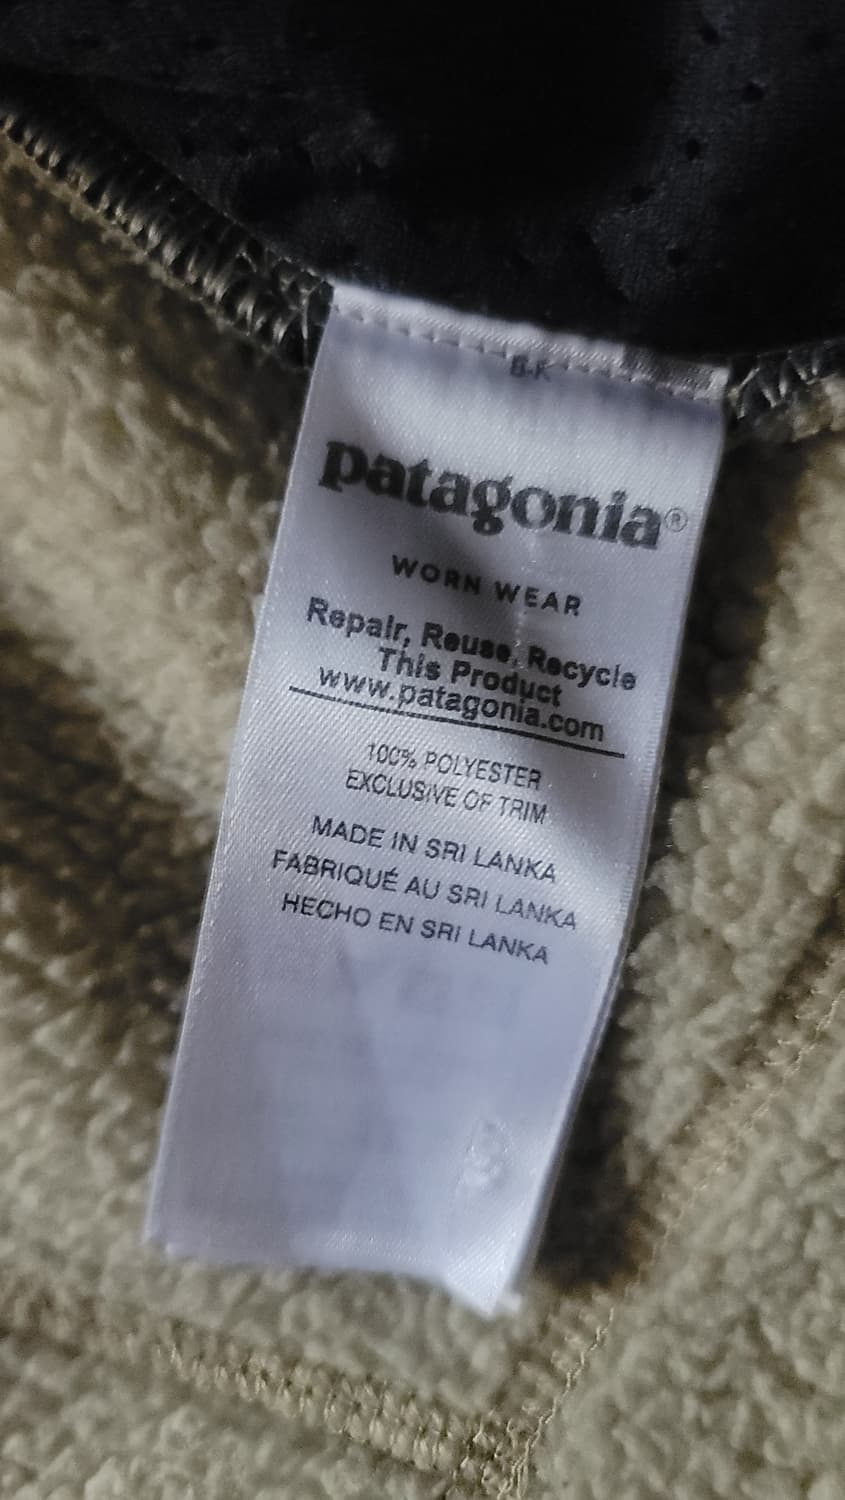 B-K
patagonia®
WORN WEAR
Repair, Reuse, Recycle
This Product
www.patagonia.com
100% POLYESTER
EXCLUSIVE OF TRIM
MADE IN SRI LANKA
FABRIQUÉ AU SRI LANKA
HECHO EN SRI LANKA